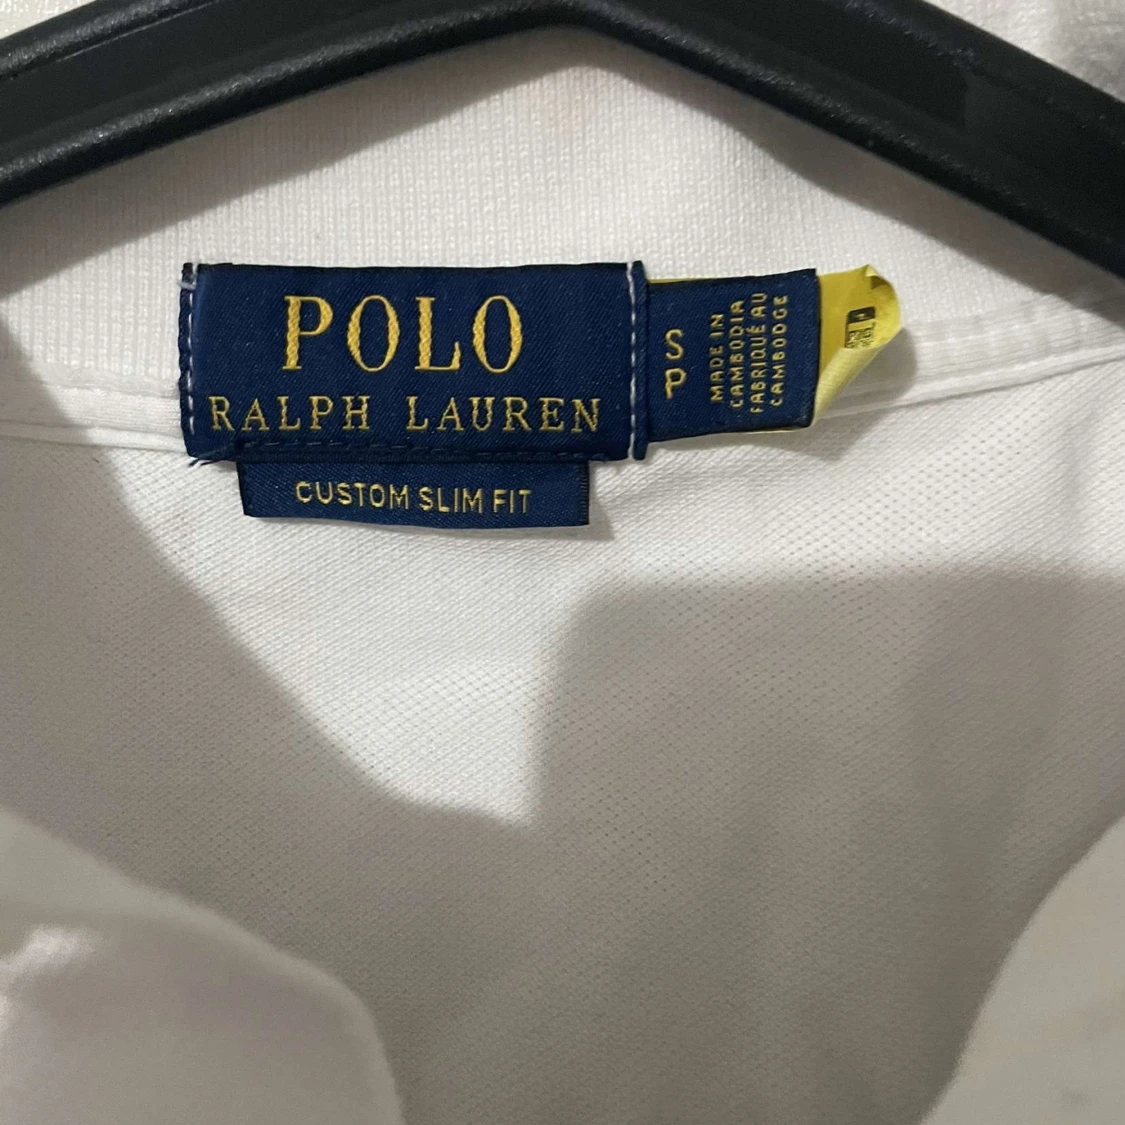 POLO
RALPH LAUREN
CUSTOM SLIM FIT
S
P
MADE IN
CAMBODIA
FABRIQUÉ AU
CAMBODGE